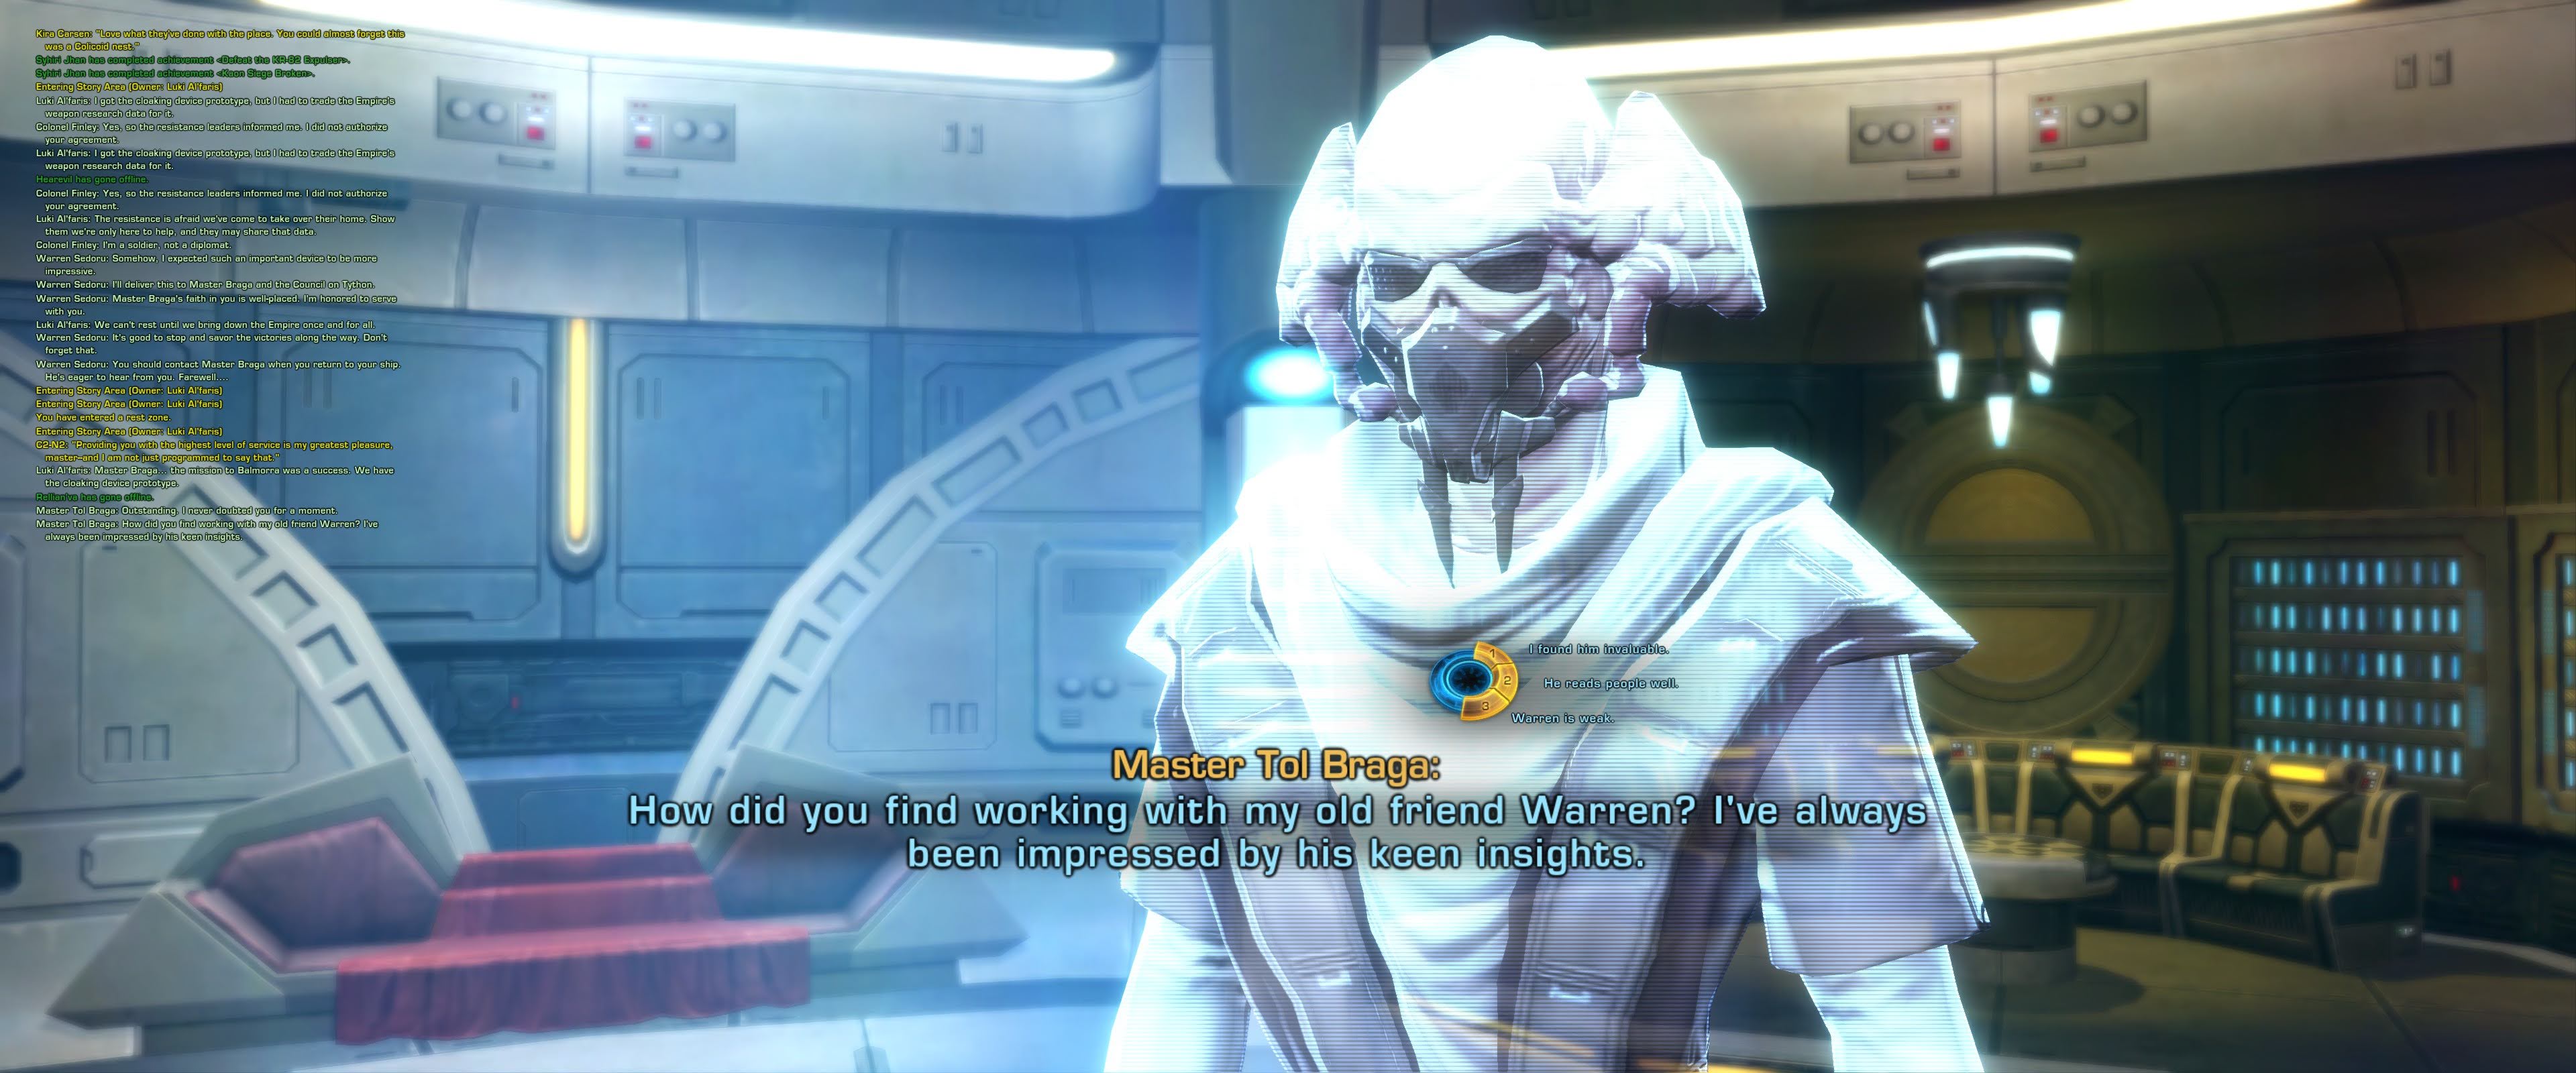 Kira Carsen: "Love what they've done with the place. You could almost forget this
was a Colicoid nest."
Syhiri Jhan has completed achievement <Defeat the KR-82 Expulser>.
Syhiri Jhan has completed achievement <Kaon Siege Broken>.
Entering Story Area (Owner: Luki Al'faris)
Luki Al'faris: I got the cloaking device prototype, but I had to trade the Empire's
weapon research data for it.
Colonel Finley: Yes, so the resistance leaders informed me. I did not authorize
your agreement.
Luki Al'faris: I got the cloaking device prototype, but I had to trade the Empire's
weapon research data for it.
Hearevil has gone offline.
Colonel Finley: Yes, so the resistance leaders informed me. I did not authorize
your agreement.
Luki Al'faris: The resistance is afraid we've come to take over their home. Show
them we're only here to help, and they may share that data.
Colonel Finley: I'm a soldier, not a diplomat.
Warren Sedoru: Somehow, I expected such an important device to be more
impressive.
Warren Sedoru: I'll deliver this to Master Braga and the Council on Tython.
Warren Sedoru: Master Braga's faith in you is well-placed. I'm honored to serve
with you.
Luki Al'faris: We can't rest until we bring down the Empire once and for all.
Warren Sedoru: It's good to stop and savor the victories along the way. Don't
forget that.
Warren Sedoru: You should contact Master Braga when you return to your ship.
He's eager to hear from you. Farewell....
Entering Story Area (Owner: Luki Al'faris)
Entering Story Area (Owner: Luki Al'faris)
You have entered a rest zone.
Entering Story Area (Owner: Luki Al'faris)
C2-N2: "Providing you with the highest level of service is my greatest pleasure,
master–and I am not just programmed to say that."
Luki Al'faris: Master Braga... the mission to Balmorra was a success. We have
the cloaking device prototype.
Rellian'va has gone offline.
Master Tol Braga: Outstanding. I never doubted you for a moment.
Master Tol Braga: How did you find working with my old friend Warren? I've
always been impressed by his keen insights.
1 I found him invaluable.
2 He reads people well.
3 Warren is weak.
Master Tol Braga:
How did you find working with my old friend Warren? I've always
been impressed by his keen insights.